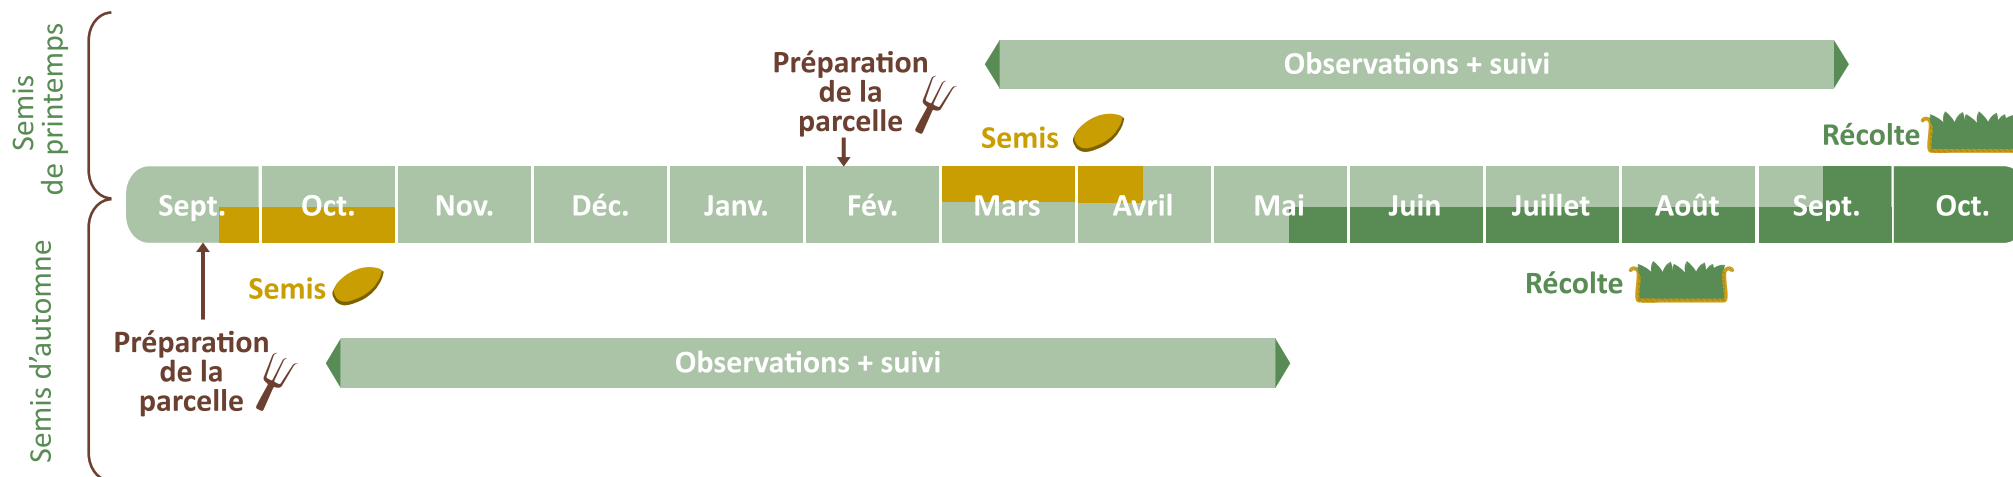 Semis
de printemps
Préparation
de la
parcelle
Observations + suivi
Semis
Récolte
Sept.
Oct.
Nov.
Déc.
Janv.
Fév.
Mars
Avril
Mai
Juin
Juillet
Août
Sept.
Oct.
Semis d'automne
Semis
Récolte
Préparation
de la
parcelle
Observations + suivi